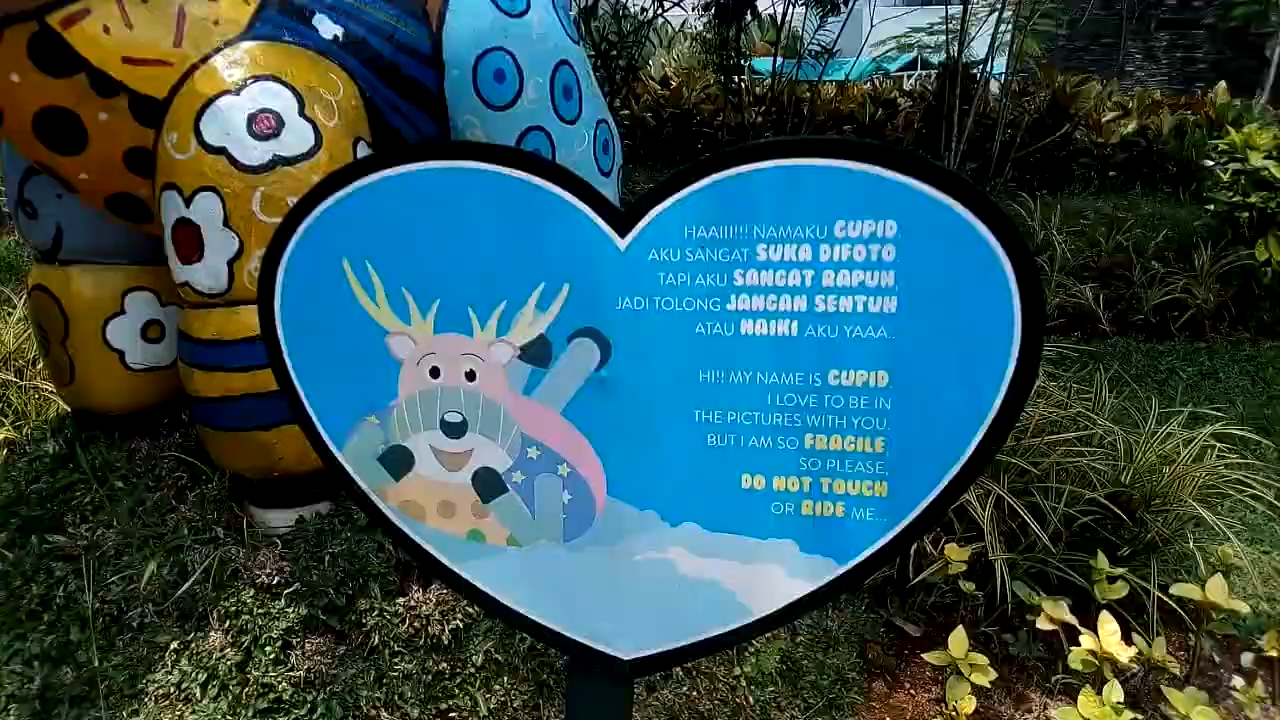 HAAIII!!! NAMAKU CUPID.
AKU SANGAT SUKA DIFOTO.
TAPI AKU SANGAT RAPUH,
JADI TOLONG JANGAN SENTUH
ATAU NAIKI AKU YAAA..
HI!! MY NAME IS CUPID.
I LOVE TO BE IN
THE PICTURES WITH YOU.
BUT I AM SO FRAGILE,
SO PLEASE,
DO NOT TOUCH
OR RIDE ME...